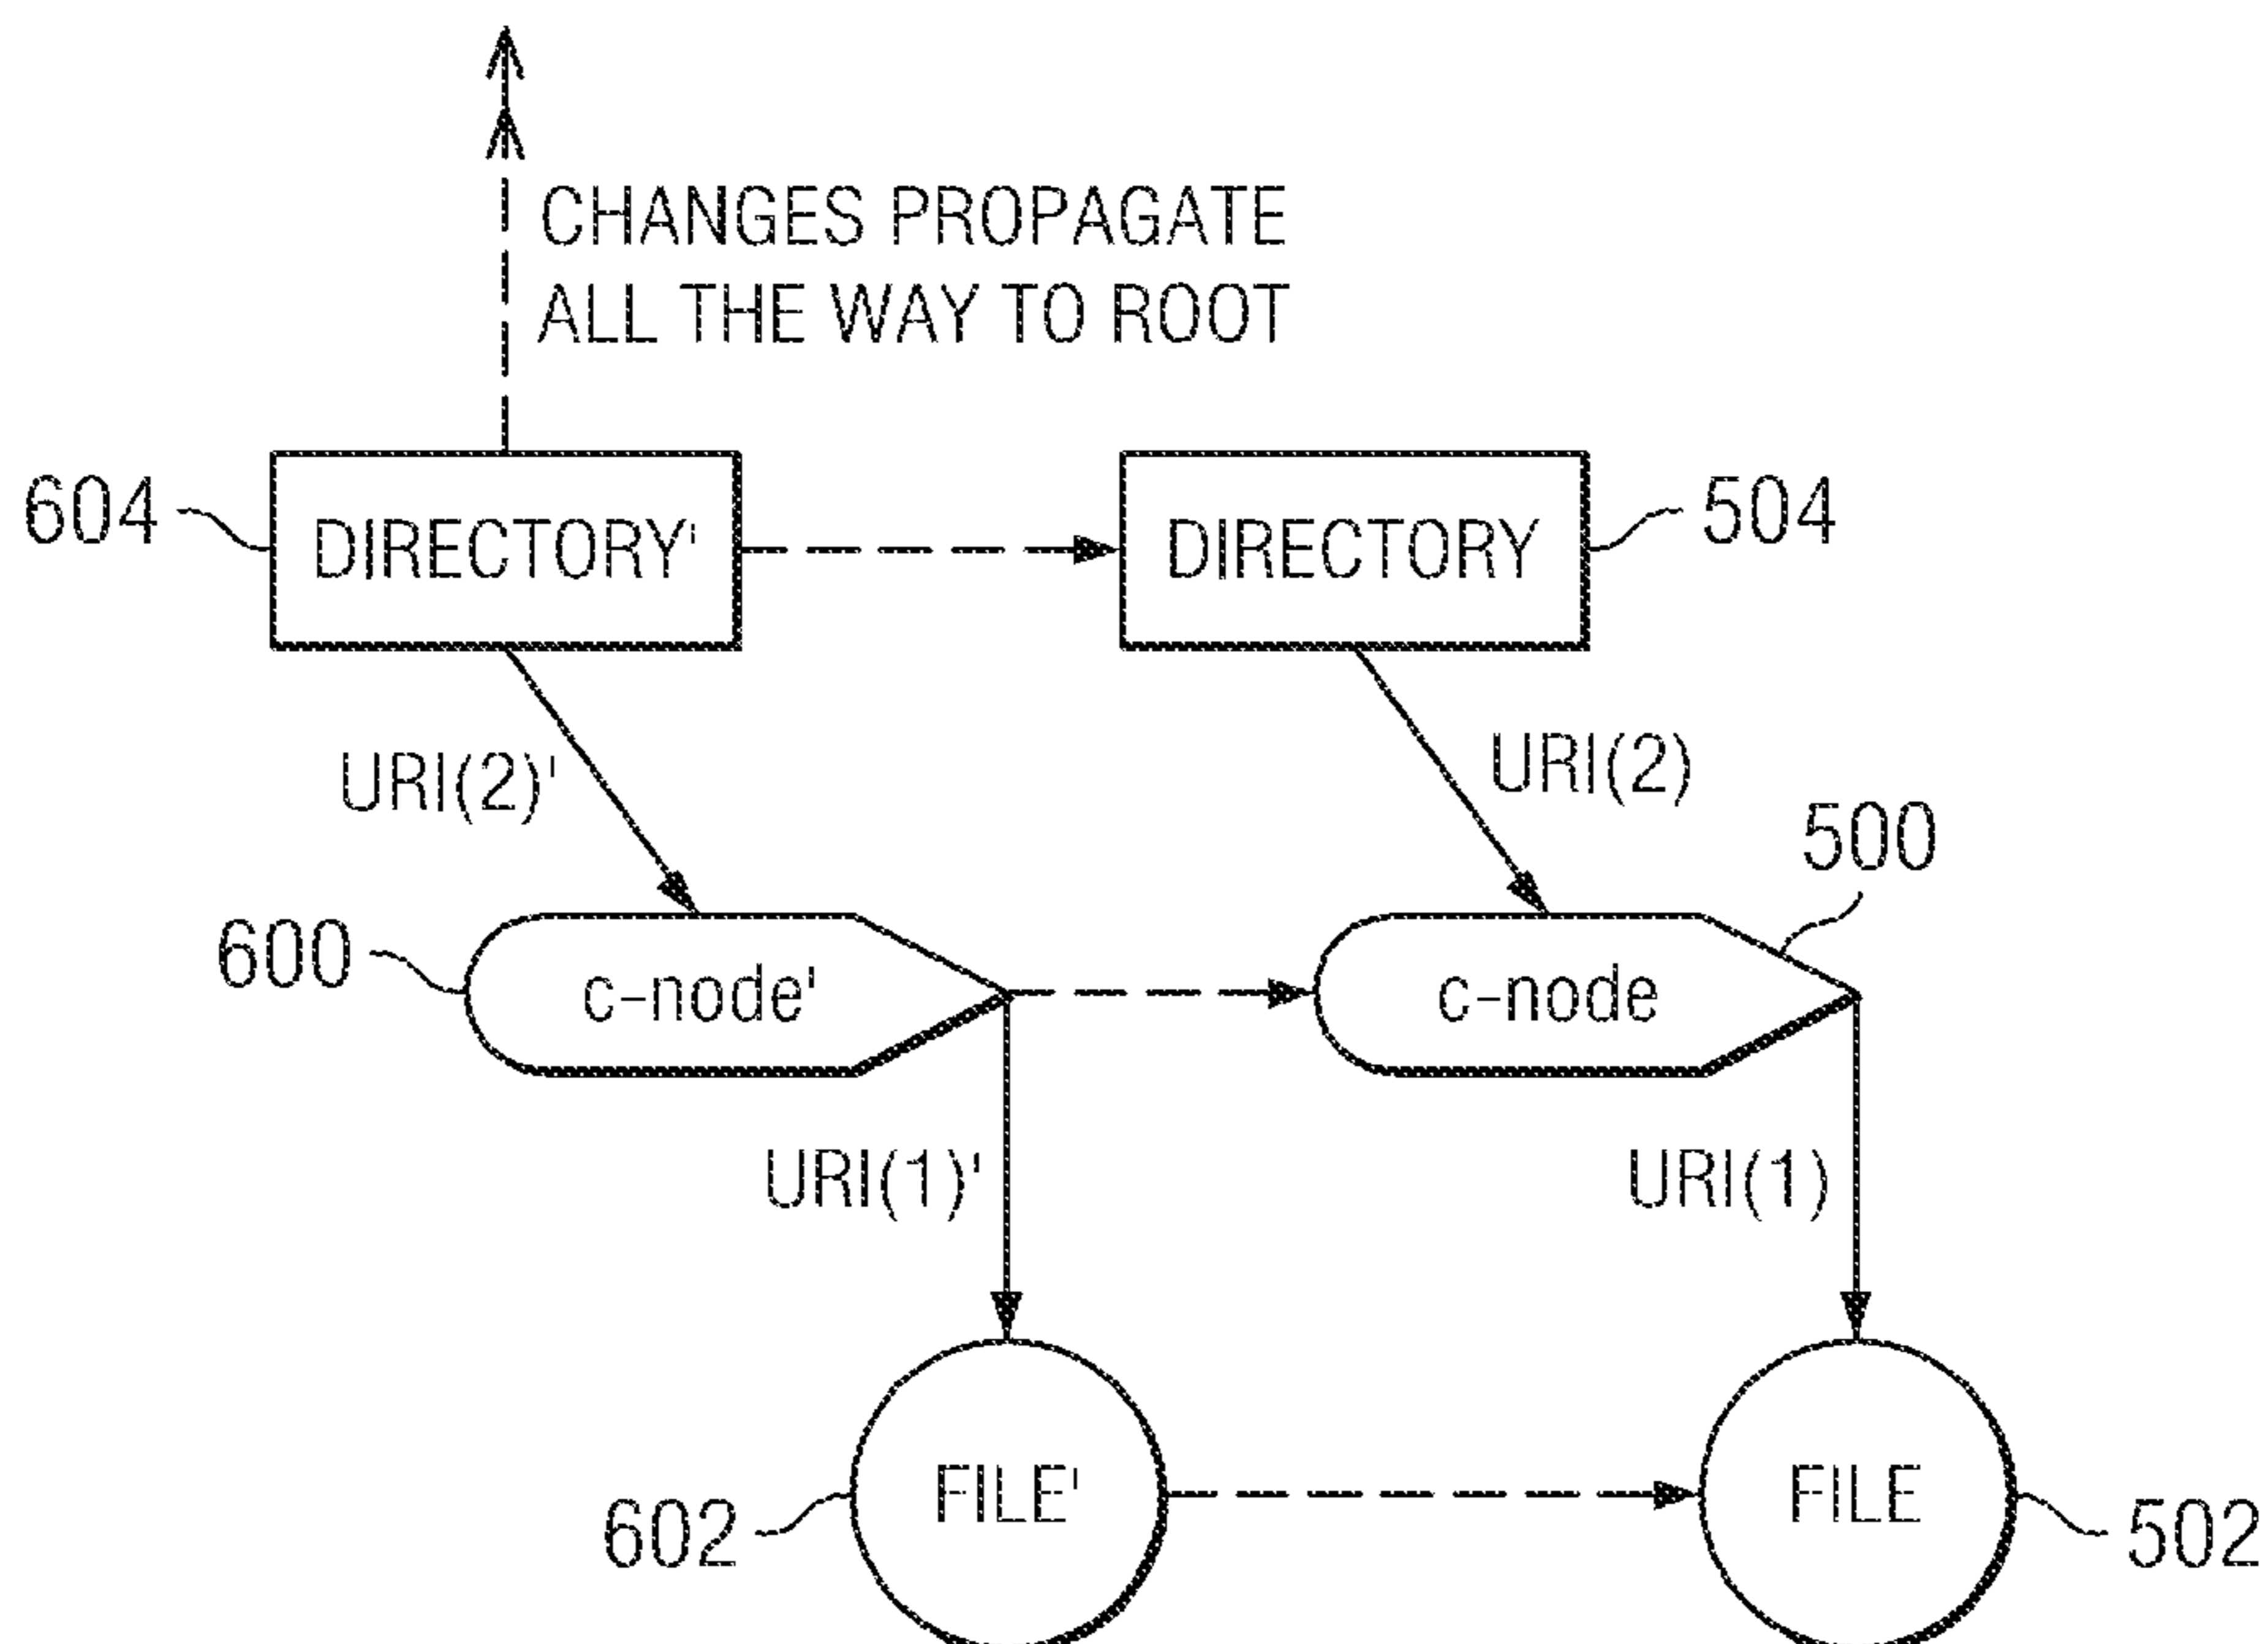 CHANGES PROPAGATE
ALL THE WAY TO ROOT
604
DIRECTORY'
DIRECTORY
504
URI(2)'
URI(2)
500
600
c-node'
c-node
URI(1)'
URI(1)
FILE'
FILE
602
502